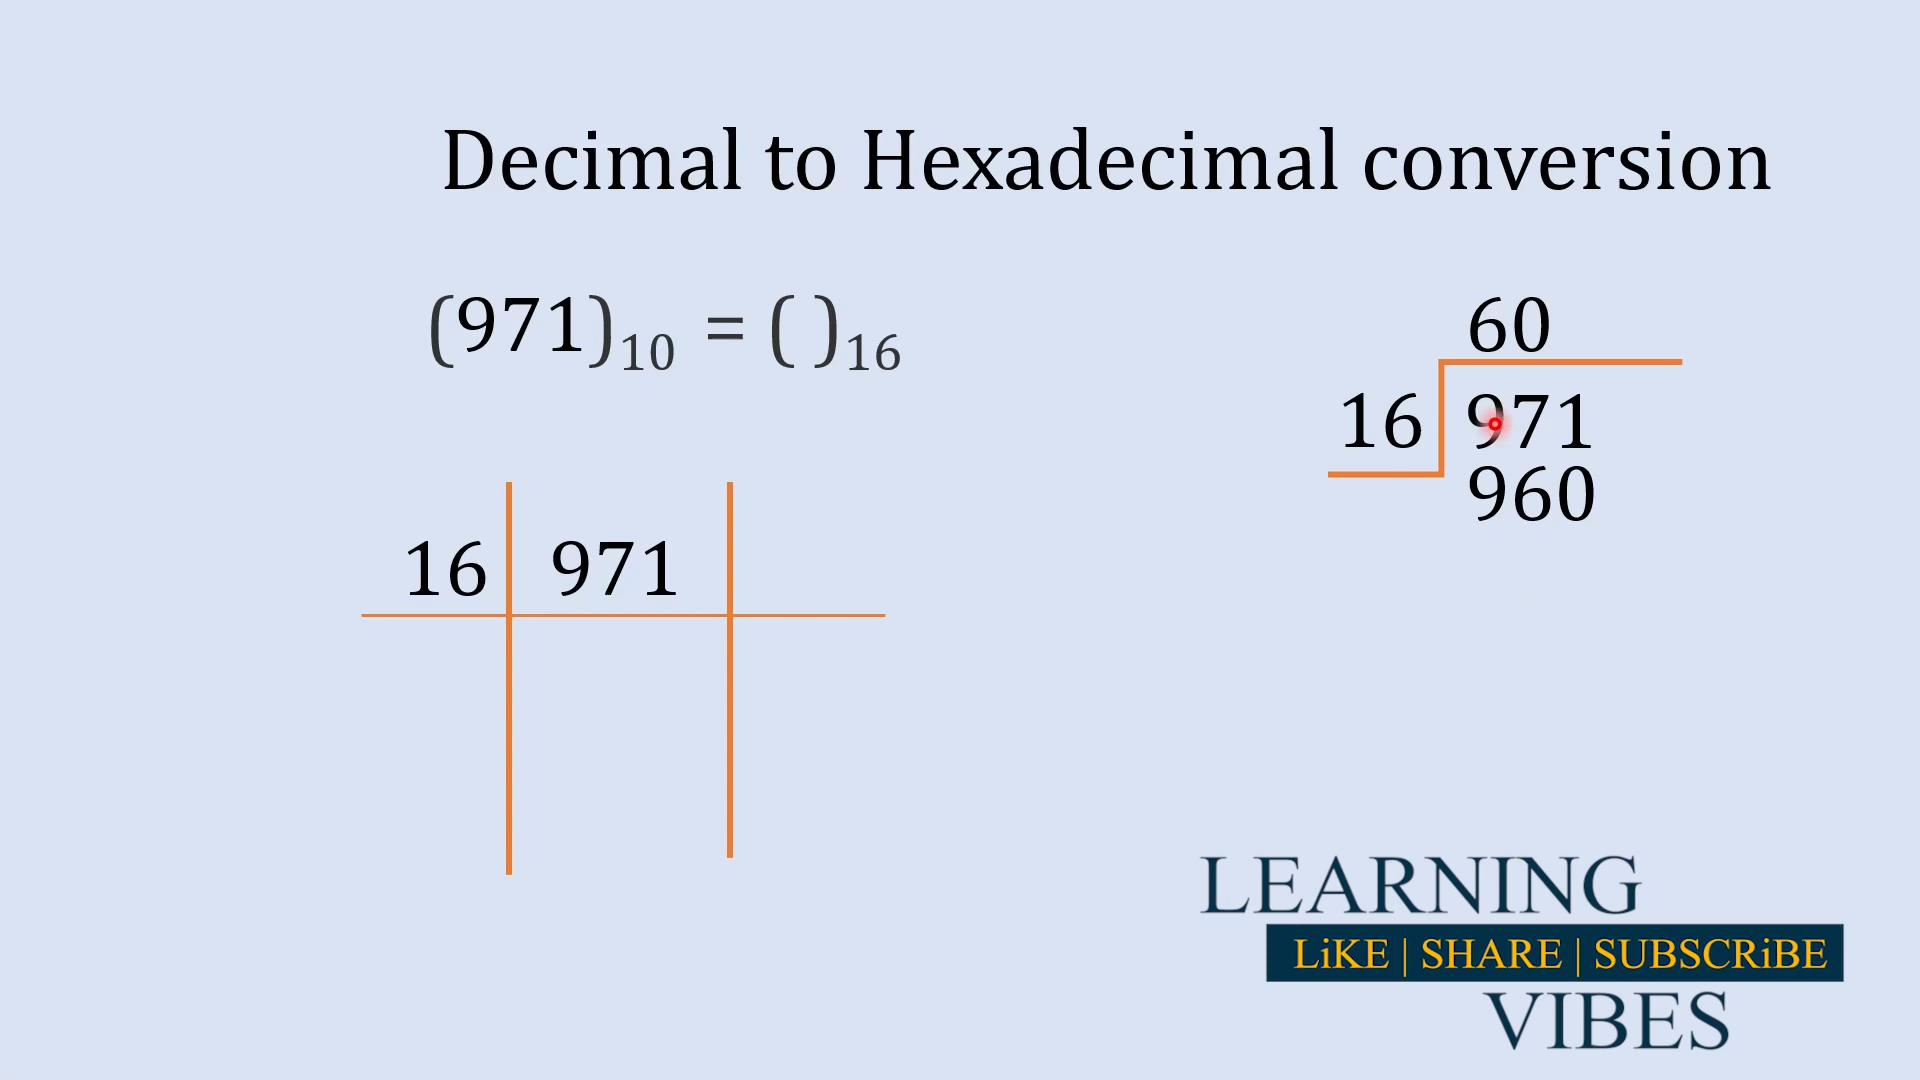 Decimal to Hexadecimal conversion
(971)₁₀ = ( )₁₆
60
16 971
960
16 971
LEARNING
LiKE | SHARE | SUBSCRiBE
VIBES